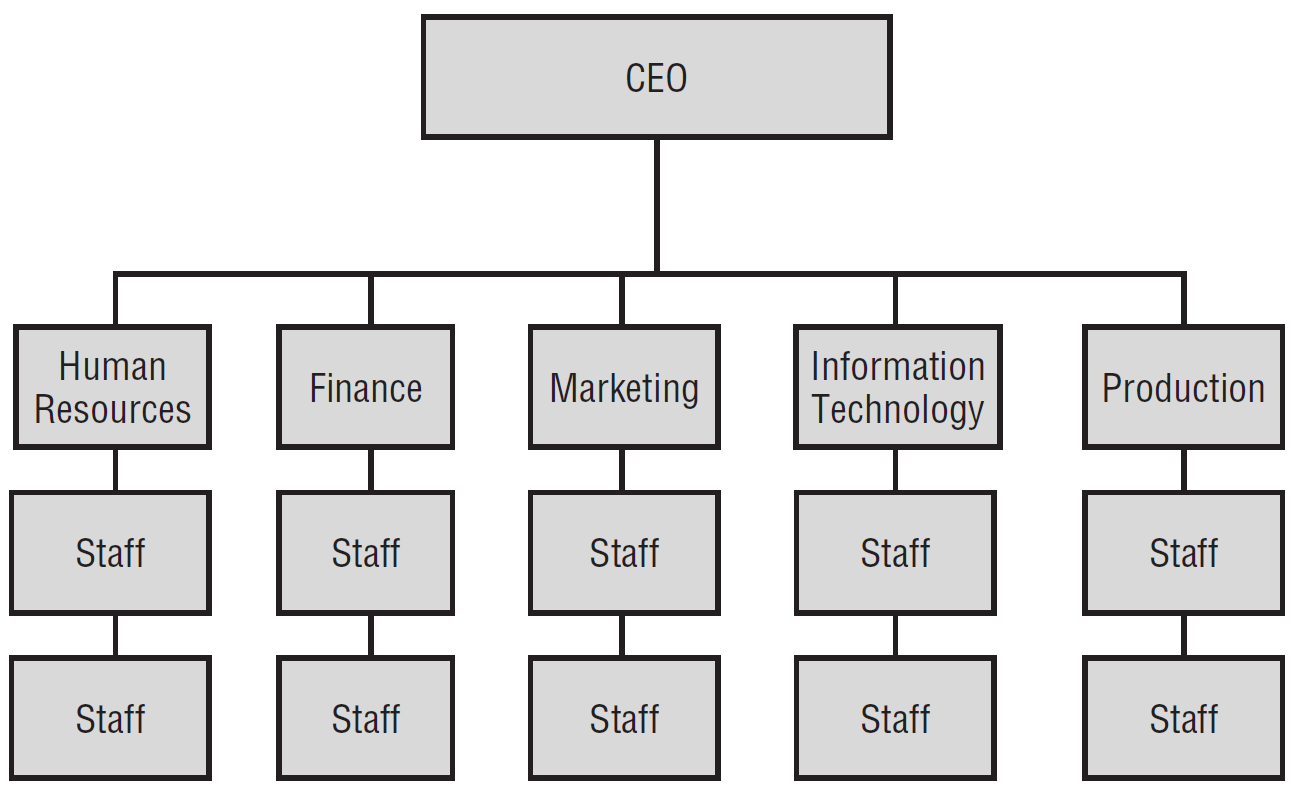 CEO
Human
Resources
Finance
Marketing
Information
Technology
Production
Staff
Staff
Staff
Staff
Staff
Staff
Staff
Staff
Staff
Staff